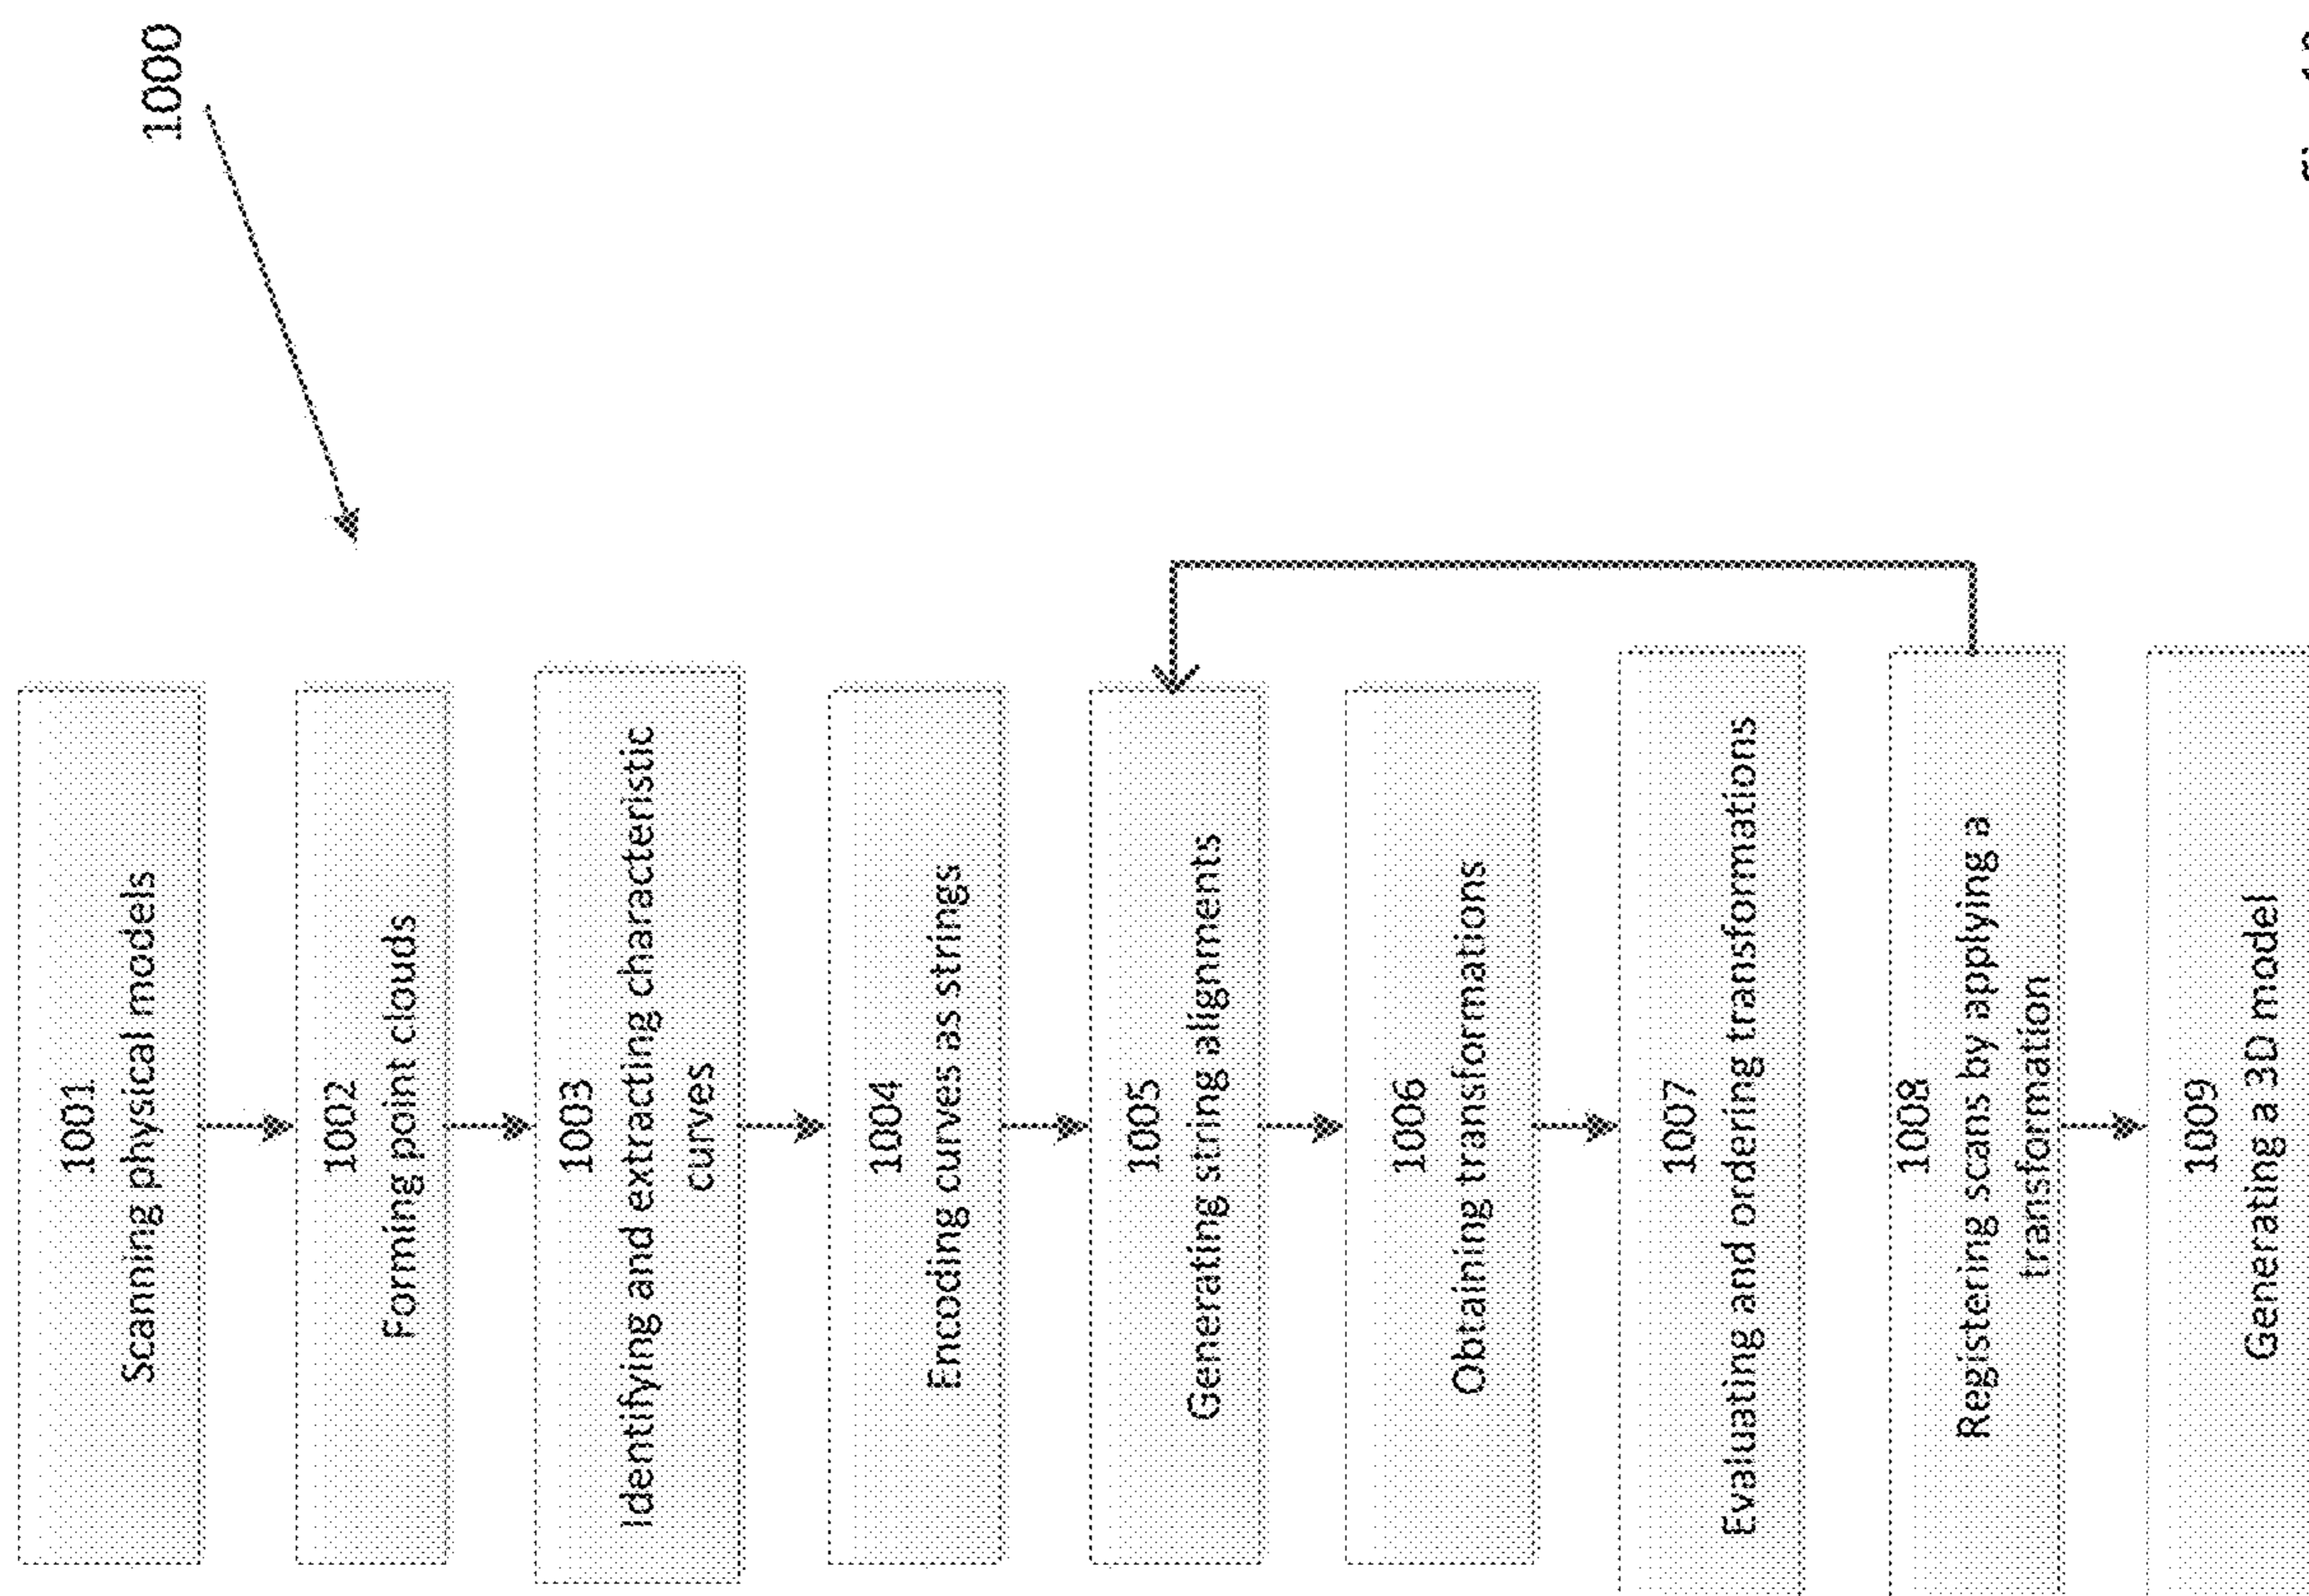 1000
1001
Scanning physical models
1002
Forming point clouds
1003
Identifying and extracting characteristic
curves
1004
Encoding curves as strings
1005
Generating string alignments
1006
Obtaining transformations
1007
Evaluating and ordering transformations
1008
Registering scans by applying a
transformation
1009
Generating a 3D model